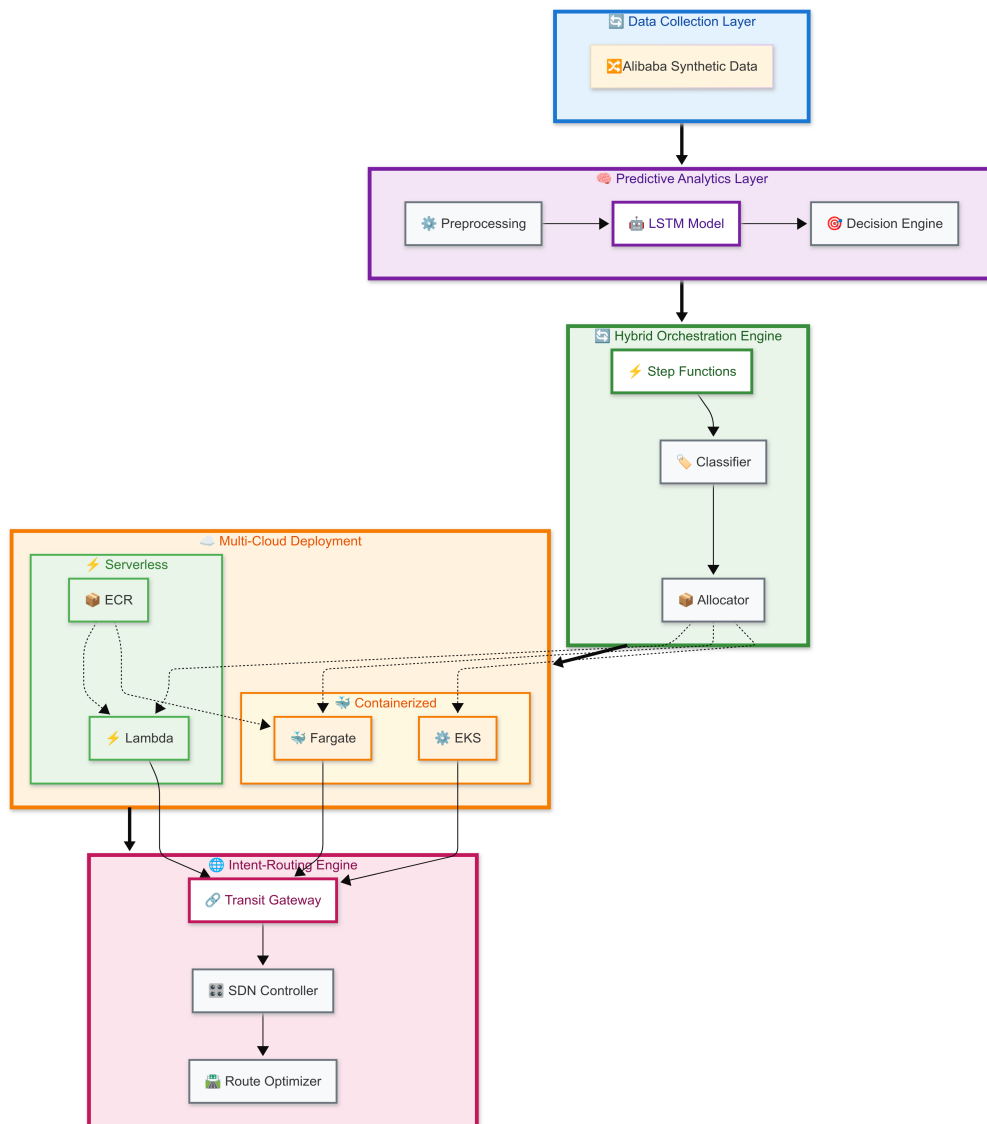 🔄 Data Collection Layer
🔀Alibaba Synthetic Data
🧠 Predictive Analytics Layer
⚙️ Preprocessing
🤖 LSTM Model
🎯 Decision Engine
🔄 Hybrid Orchestration Engine
⚡ Step Functions
🏷️ Classifier
📦 Allocator
☁️ Multi-Cloud Deployment
⚡ Serverless
📦 ECR
⚡ Lambda
🐳 Containerized
🐳 Fargate
⚙️ EKS
🌐 Intent-Routing Engine
🔗 Transit Gateway
🎛️ SDN Controller
🛣️ Route Optimizer